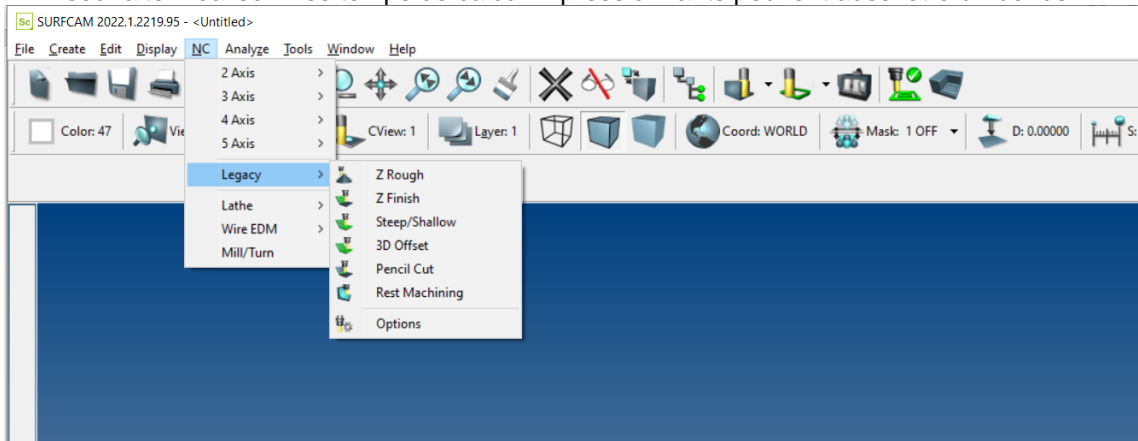 Sc SURFCAM 2022.1.2219.95 - <Untitled>
File Create Edit Display NC Analyze Tools Window Help
2 Axis
3 Axis
4 Axis
5 Axis
Legacy
Lathe
Wire EDM
Mill/Turn
Z Rough
Z Finish
Steep/Shallow
3D Offset
Pencil Cut
Rest Machining
Options
Color: 47 Vie CView: 1 Layer: 1 Coord: WORLD Mask: 1 OFF D: 0.00000 S: